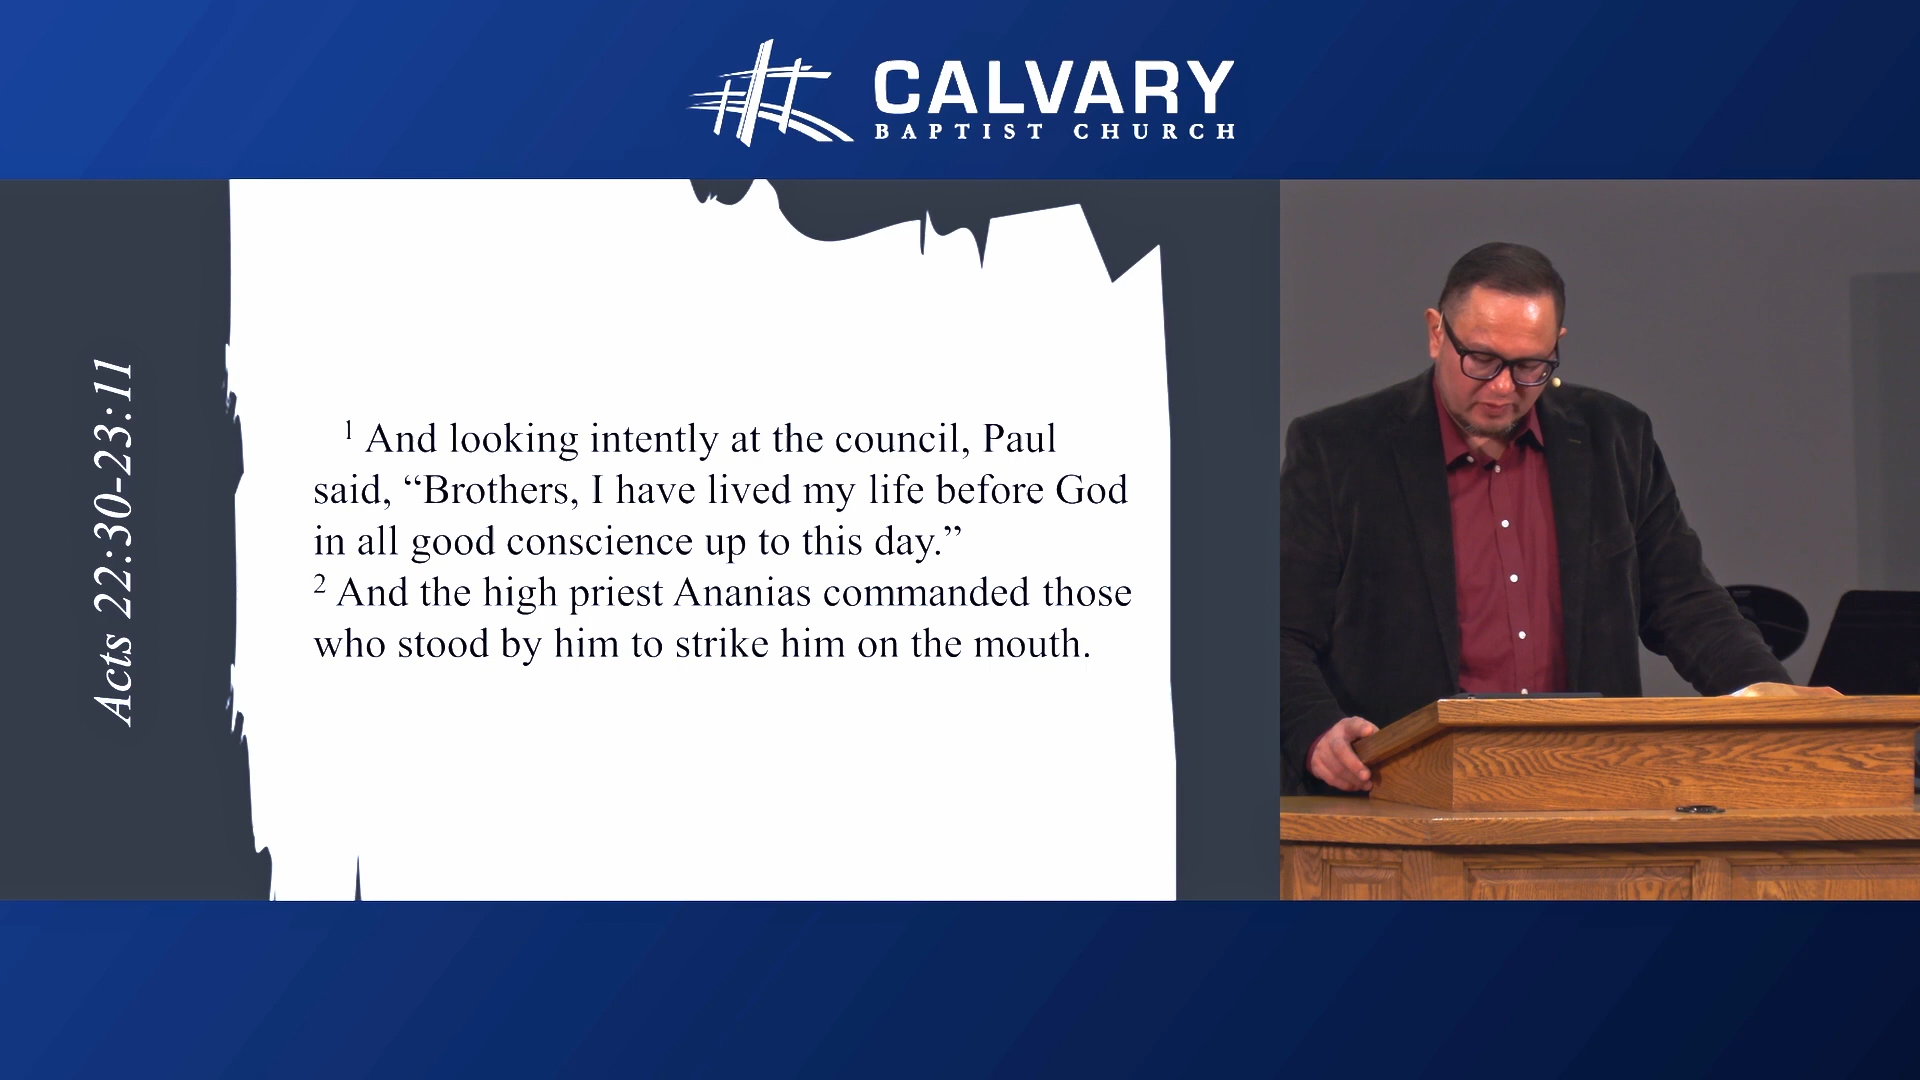 CALVARY
BAPTIST CHURCH
Acts 22:30-23:11
1 And looking intently at the council, Paul
said, “Brothers, I have lived my life before God
in all good conscience up to this day.”
2 And the high priest Ananias commanded those
who stood by him to strike him on the mouth.